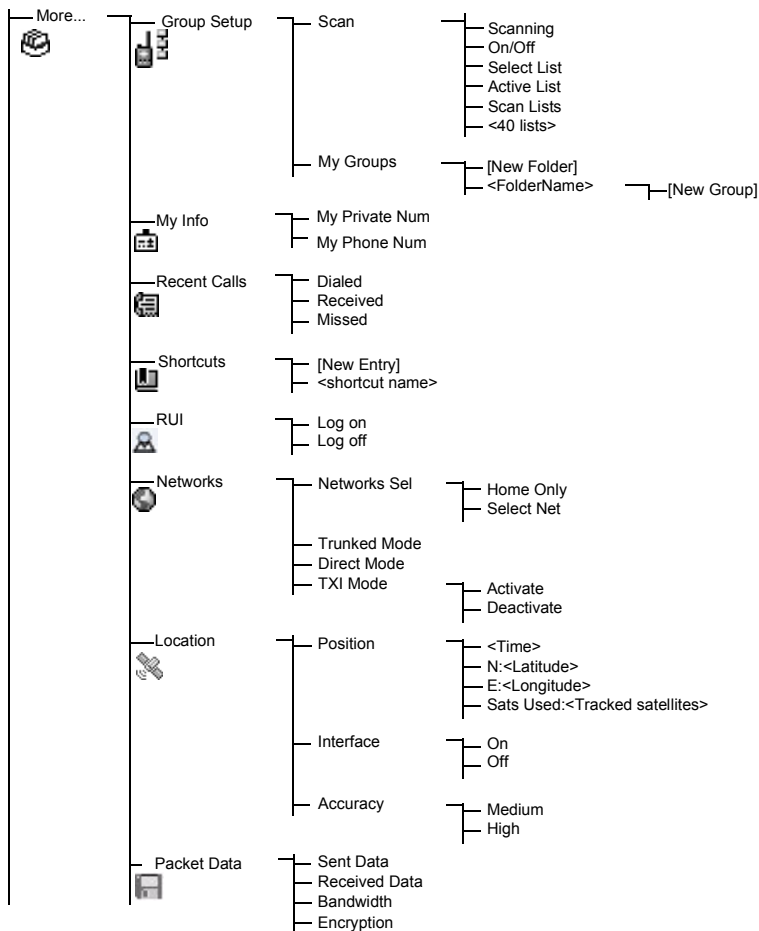 More...
Group Setup
Scan
Scanning
On/Off
Select List
Active List
Scan Lists
<40 lists>
My Groups
[New Folder]
<FolderName>
[New Group]
My Info
My Private Num
My Phone Num
Recent Calls
Dialed
Received
Missed
Shortcuts
[New Entry]
<shortcut name>
RUI
Log on
Log off
Networks
Networks Sel
Home Only
Select Net
Trunked Mode
Direct Mode
TXI Mode
Activate
Deactivate
Location
Position
<Time>
N:<Latitude>
E:<Longitude>
Sats Used:<Tracked satellites>
Interface
On
Off
Accuracy
Medium
High
Packet Data
Sent Data
Received Data
Bandwidth
Encryption